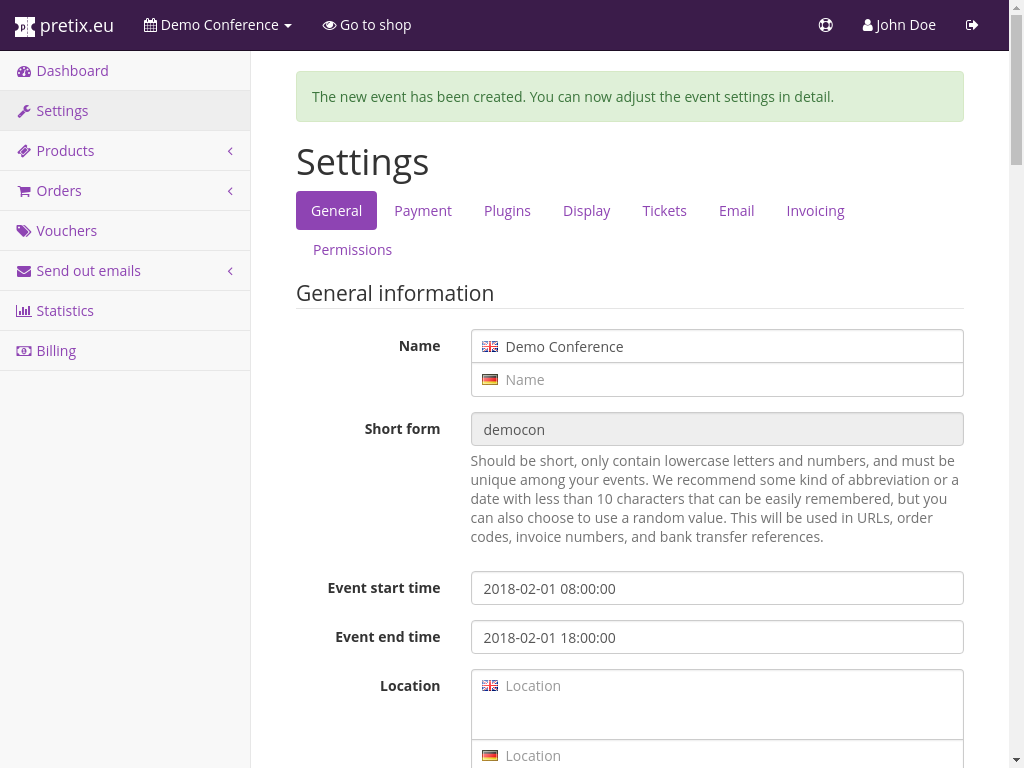 pretix.eu
Demo Conference
Go to shop
John Doe
Dashboard
Settings
Products
Orders
Vouchers
Send out emails
Statistics
Billing
The new event has been created. You can now adjust the event settings in detail.
Settings
General Payment Plugins Display Tickets Email Invoicing
Permissions
General information
Name
Demo Conference
Name
Short form
democon
Should be short, only contain lowercase letters and numbers, and must be
unique among your events. We recommend some kind of abbreviation or a
date with less than 10 characters that can be easily remembered, but you
can also choose to use a random value. This will be used in URLs, order
codes, invoice numbers, and bank transfer references.
Event start time
2018-02-01 08:00:00
Event end time
2018-02-01 18:00:00
Location
Location
Location